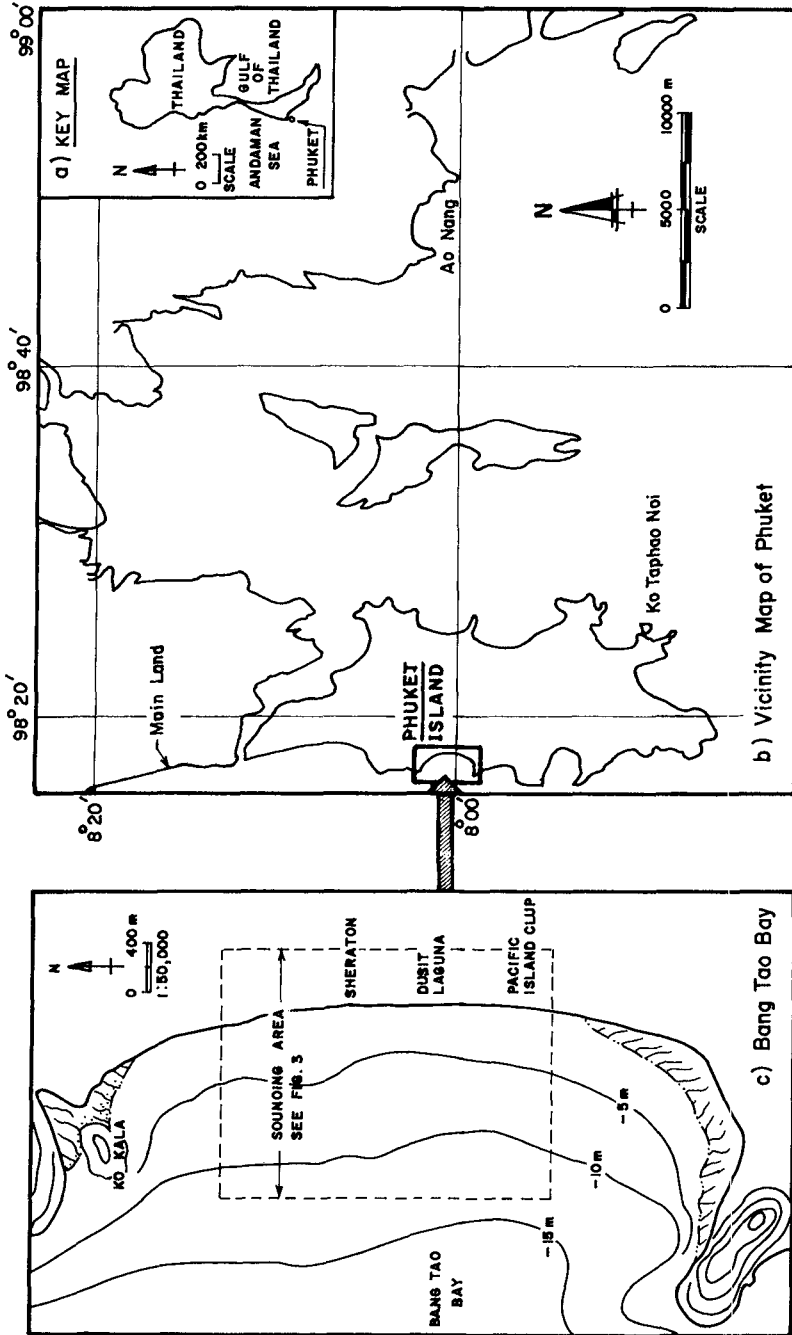 a) KEY MAP
N
0 200km
SCALE
THAILAND
GULF
OF
THAILAND
ANDAMAN
SEA
PHUKET
99°00'
98°40'
98°20'
8°20'
8°00'
Main Land
PHUKET
ISLAND
Ao Nang
Ko Taphao Noi
N
0 5000 10000 m
SCALE
b) Vicinity Map of Phuket
N
0 400 m
1:50,000
KO KALA
SOUNDING AREA
SEE FIG. 3
SHERATON
DUSIT
LAGUNA
PACIFIC
ISLAND CLUP
-5m
-10m
-15m
BANG TAO
BAY
c) Bang Tao Bay